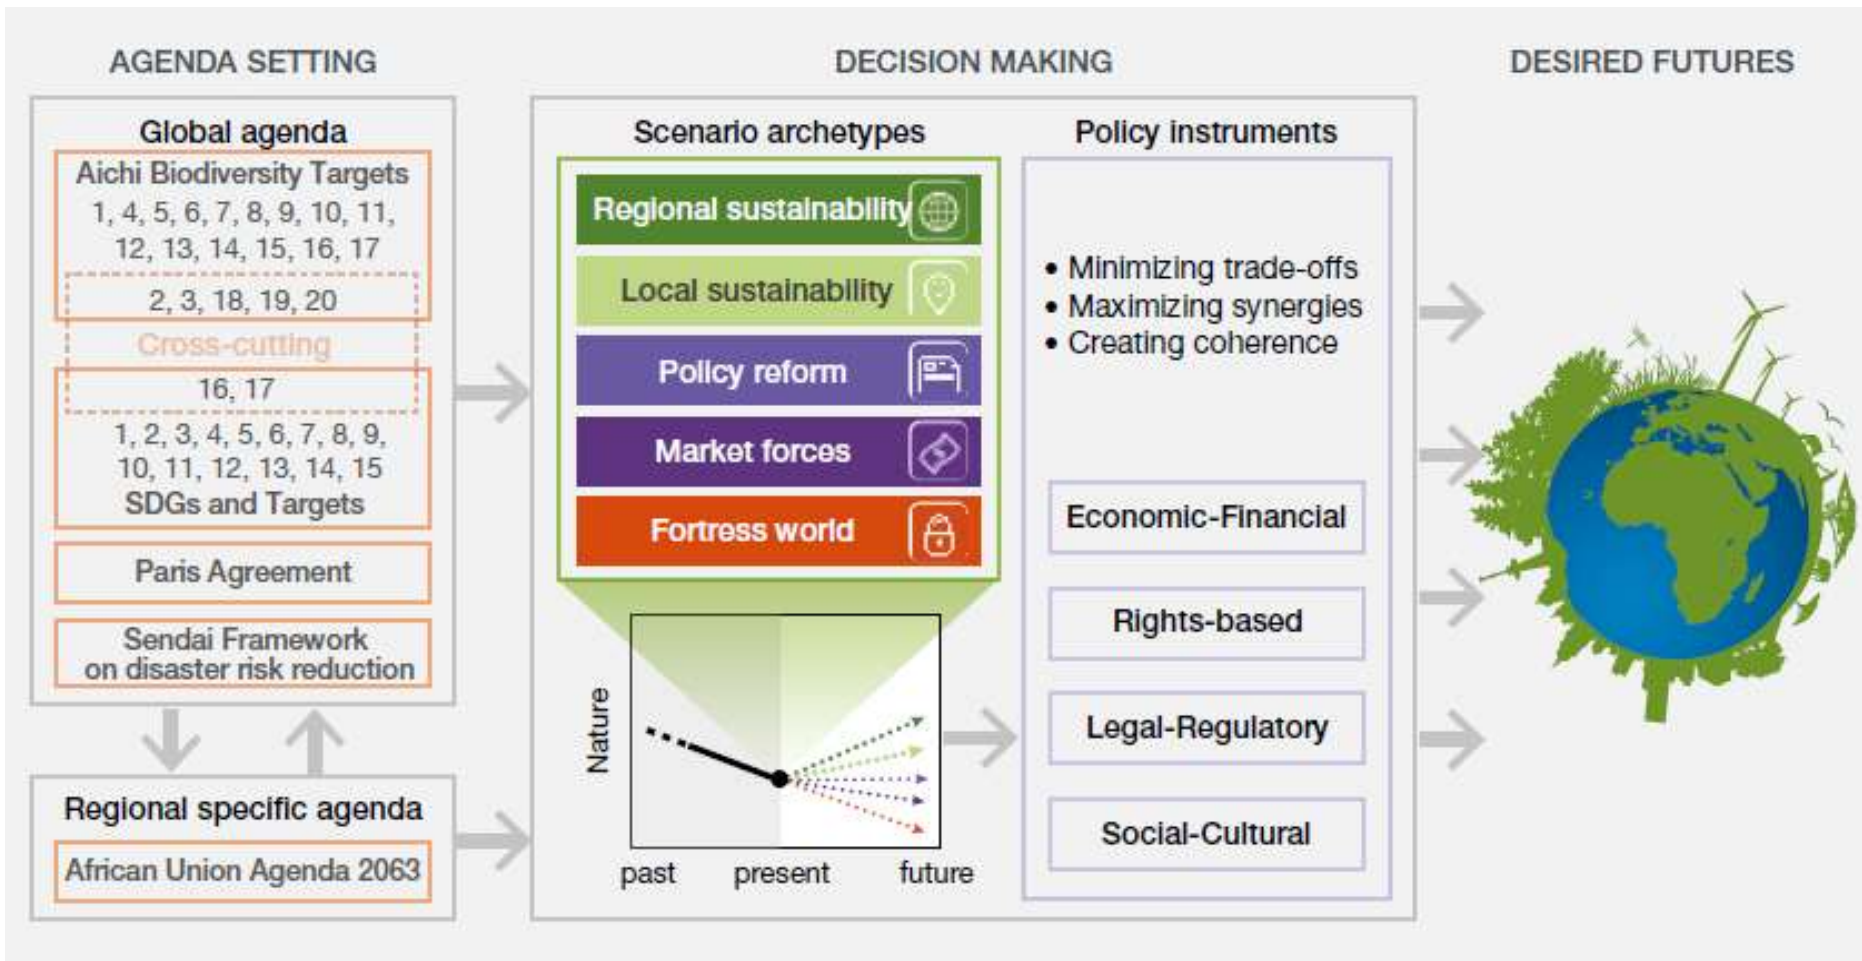 AGENDA SETTING
DECISION MAKING
DESIRED FUTURES
Global agenda
Aichi Biodiversity Targets
1, 4, 5, 6, 7, 8, 9, 10, 11,
12, 13, 14, 15, 16, 17
2, 3, 18, 19, 20
Cross-cutting
16, 17
1, 2, 3, 4, 5, 6, 7, 8, 9,
10, 11, 12, 13, 14, 15
SDGs and Targets
Paris Agreement
Sendai Framework
on disaster risk reduction
Regional specific agenda
African Union Agenda 2063
Scenario archetypes
Regional sustainability
Local sustainability
Policy reform
Market forces
Fortress world
Nature
past
present
future
Policy instruments
• Minimizing trade-offs
• Maximizing synergies
• Creating coherence
Economic-Financial
Rights-based
Legal-Regulatory
Social-Cultural